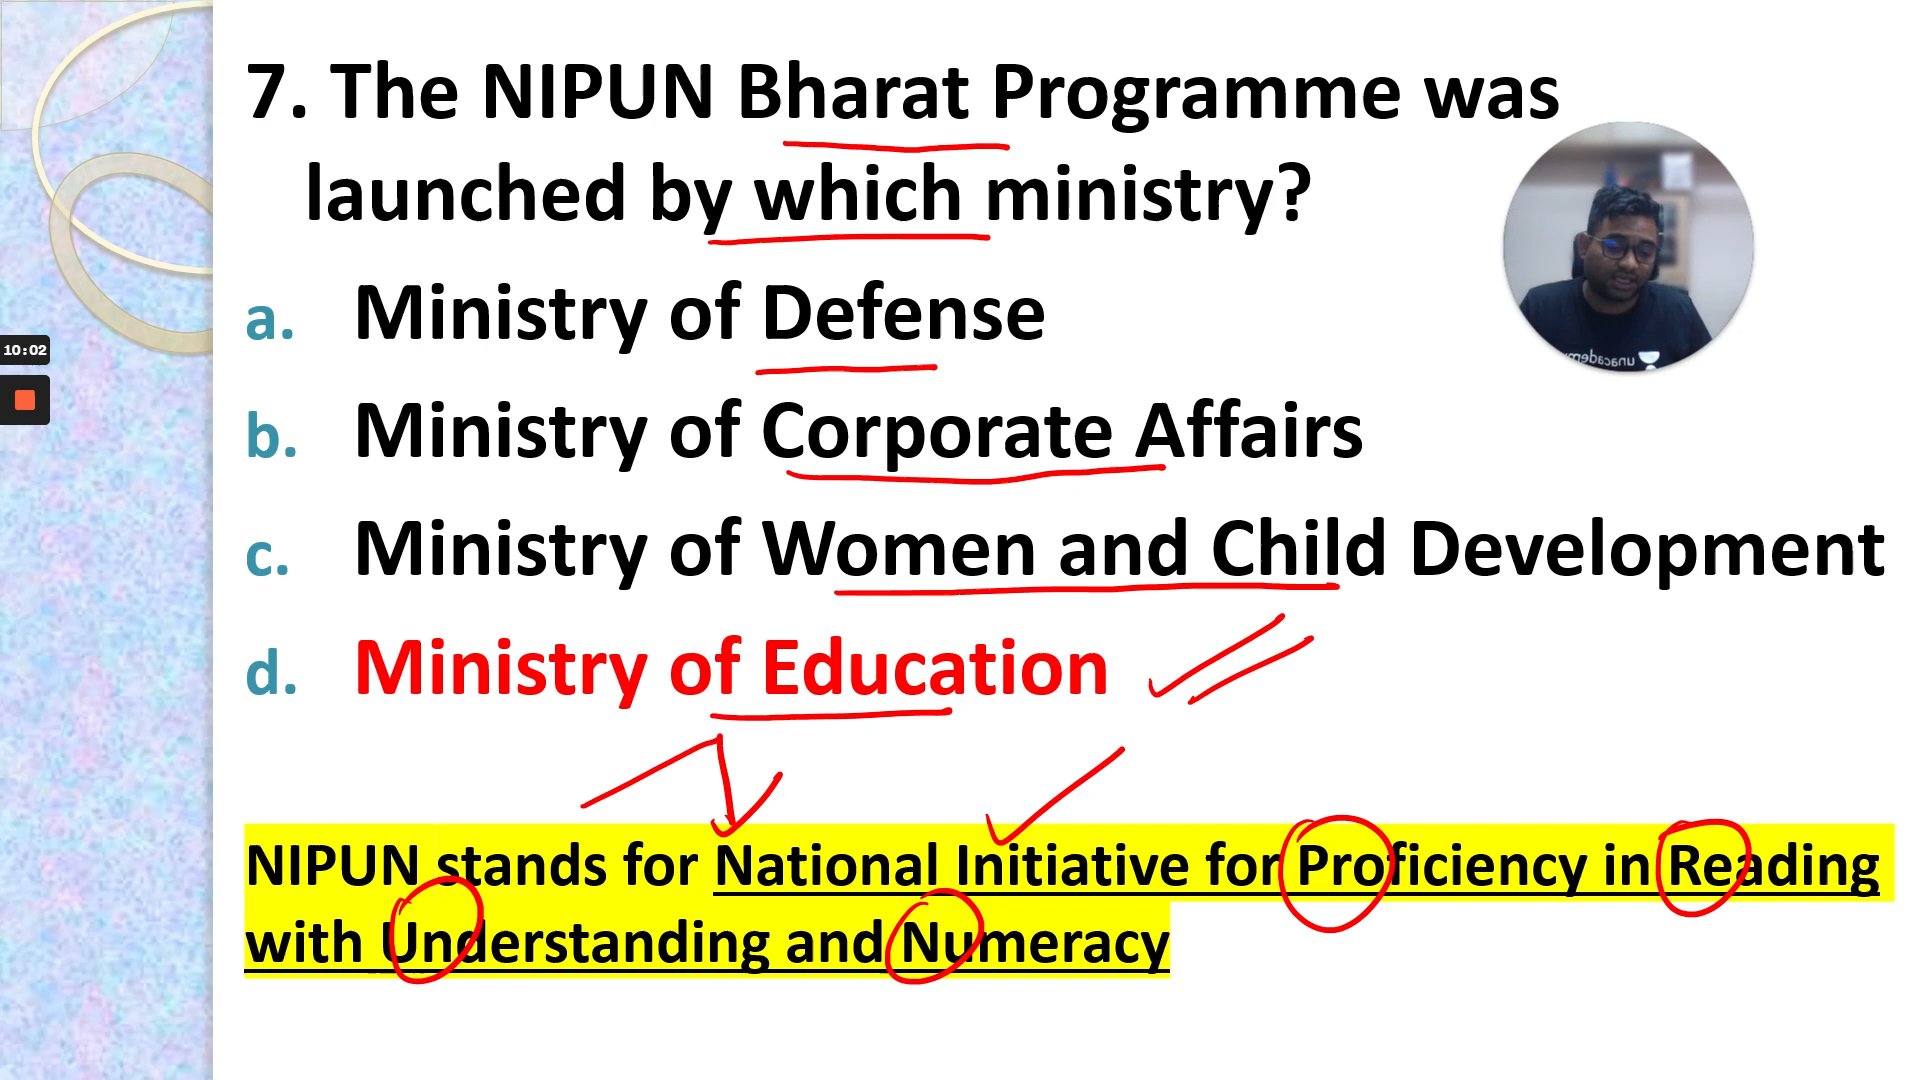 7. The NIPUN Bharat Programme was
launched by which ministry?
a. Ministry of Defense
b. Ministry of Corporate Affairs
c. Ministry of Women and Child Development
d. Ministry of Education
NIPUN stands for National Initiative for Proficiency in Reading
with Understanding and Numeracy
10:02
unacademy